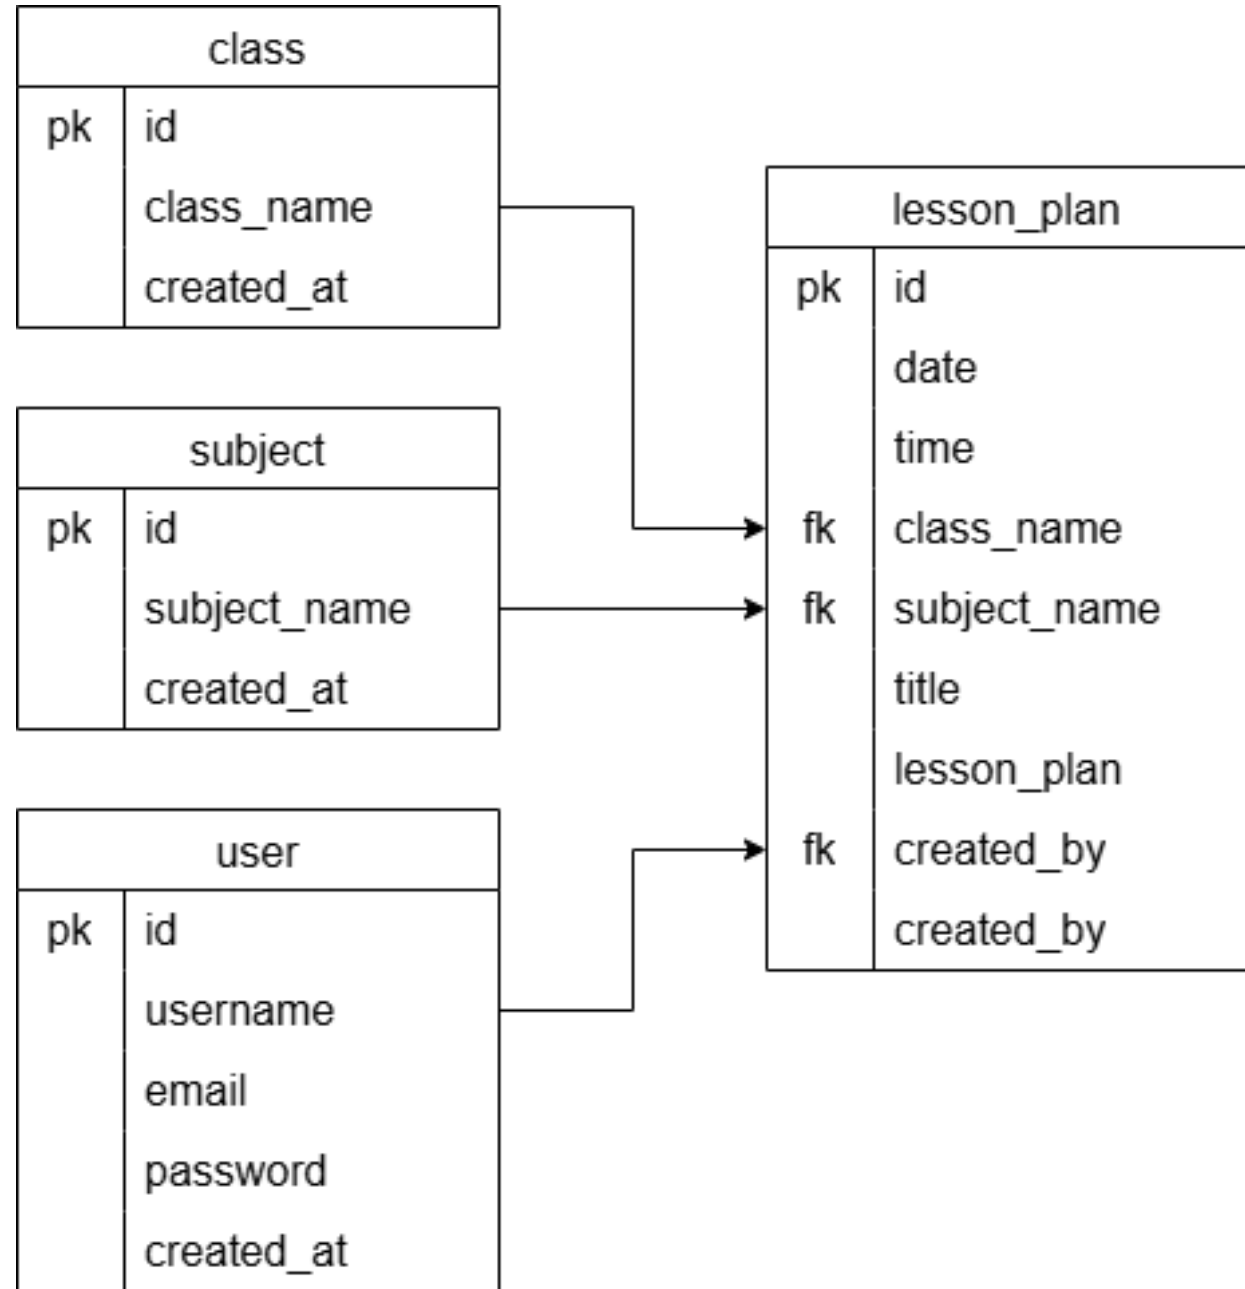 class
pk id
class_name
created_at
subject
pk id
subject_name
created_at
user
pk id
username
email
password
created_at
lesson_plan
pk id
date
time
fk class_name
fk subject_name
title
lesson_plan
fk created_by
created_by